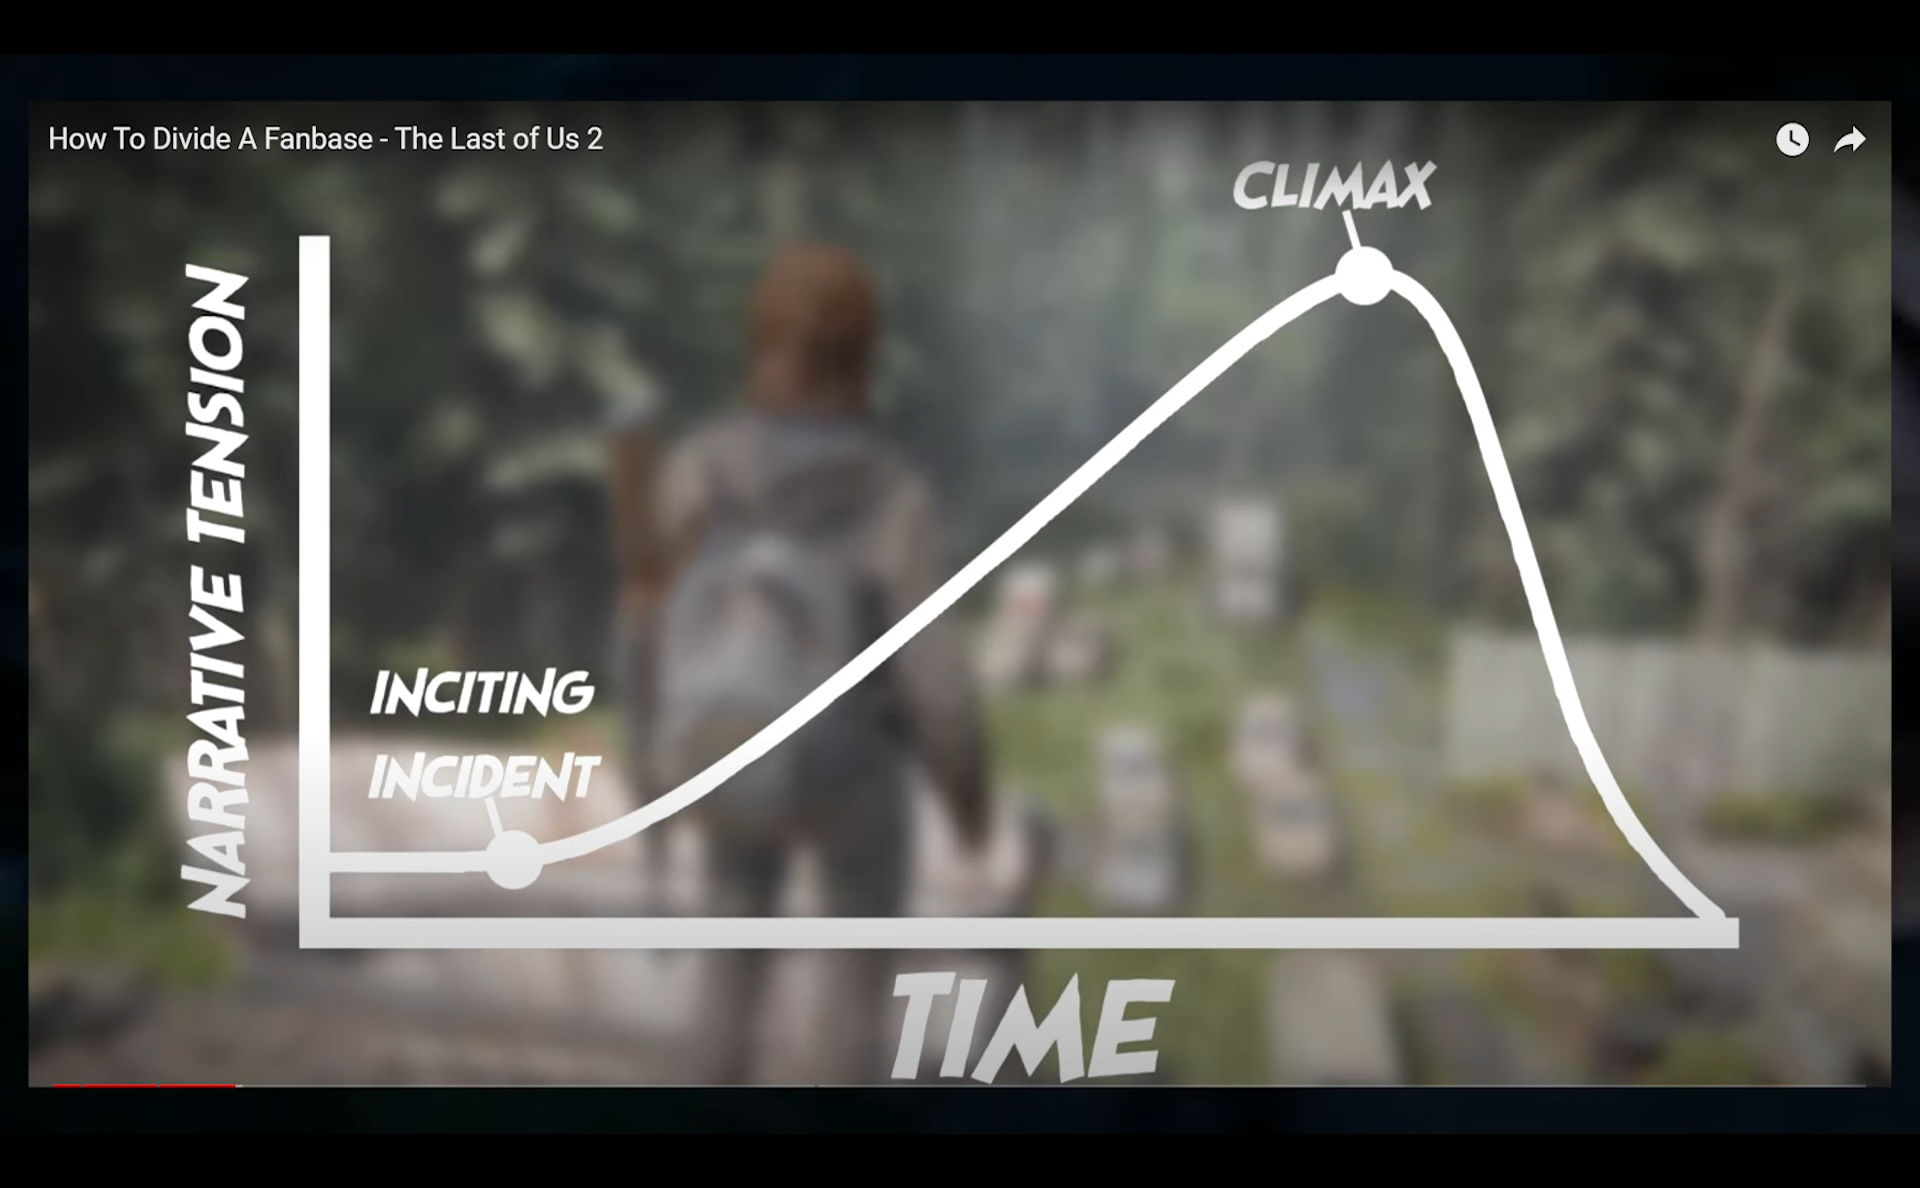 How To Divide A Fanbase - The Last of Us 2
CLIMAX
NARRATIVE TENSION
INCITING
INCIDENT
TIME